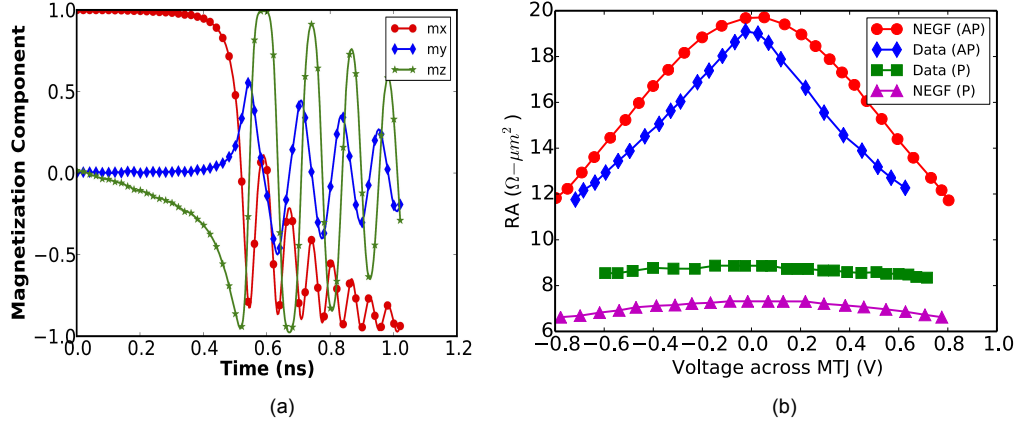 1.0
0.5
0.0
−0.5
−1.0
0.0 0.2 0.4 0.6 0.8 1.0 1.2
Magnetization Component
Time (ns)
mx
my
mz
(a)
20
18
16
14
12
10
8
6
−0.8 −0.6 −0.4 −0.2 0.0 0.2 0.4 0.6 0.8 1.0
RA (Ω−μm²)
Voltage across MTJ (V)
NEGF (AP)
Data (AP)
Data (P)
NEGF (P)
(b)